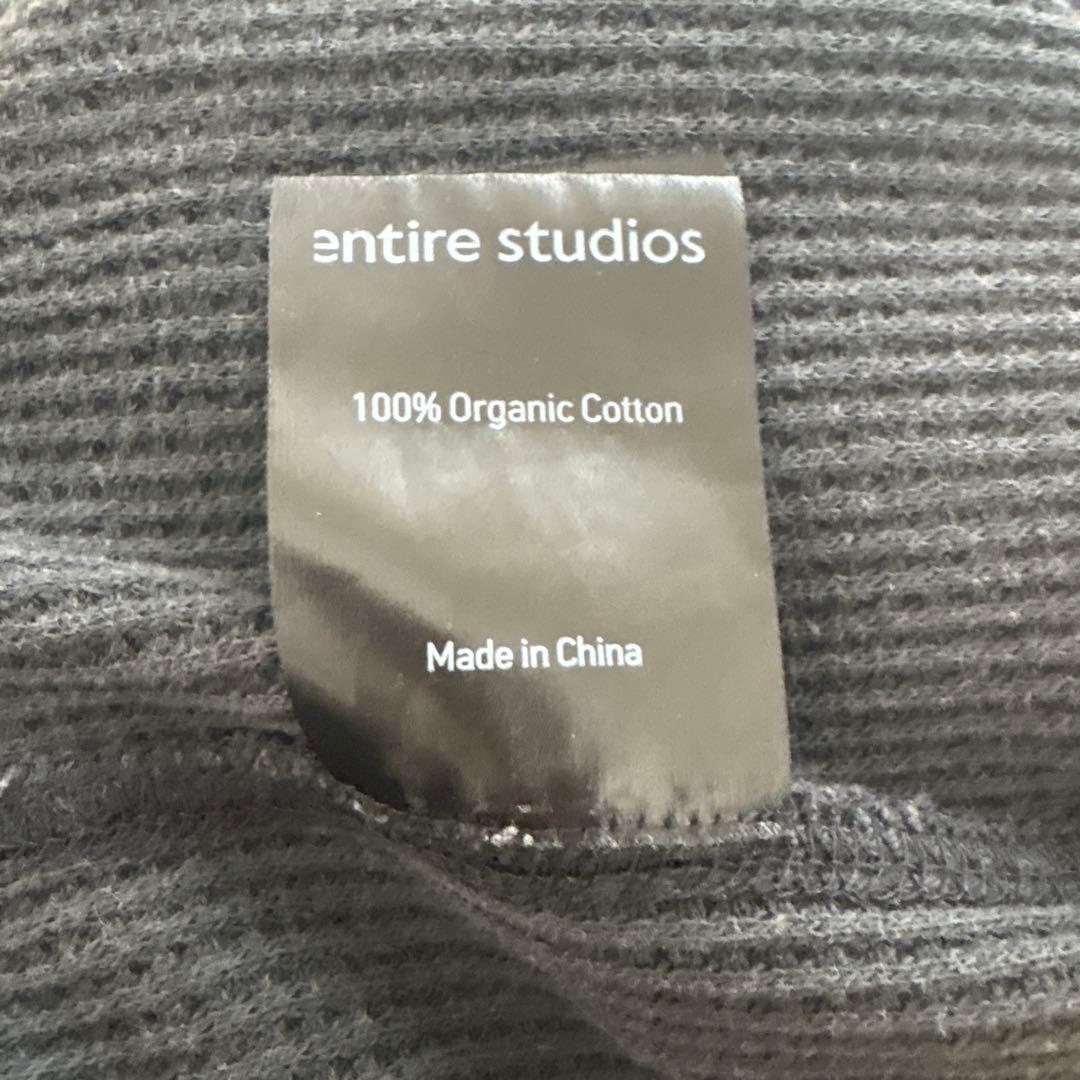 entire studios
100% Organic Cotton
Made in China